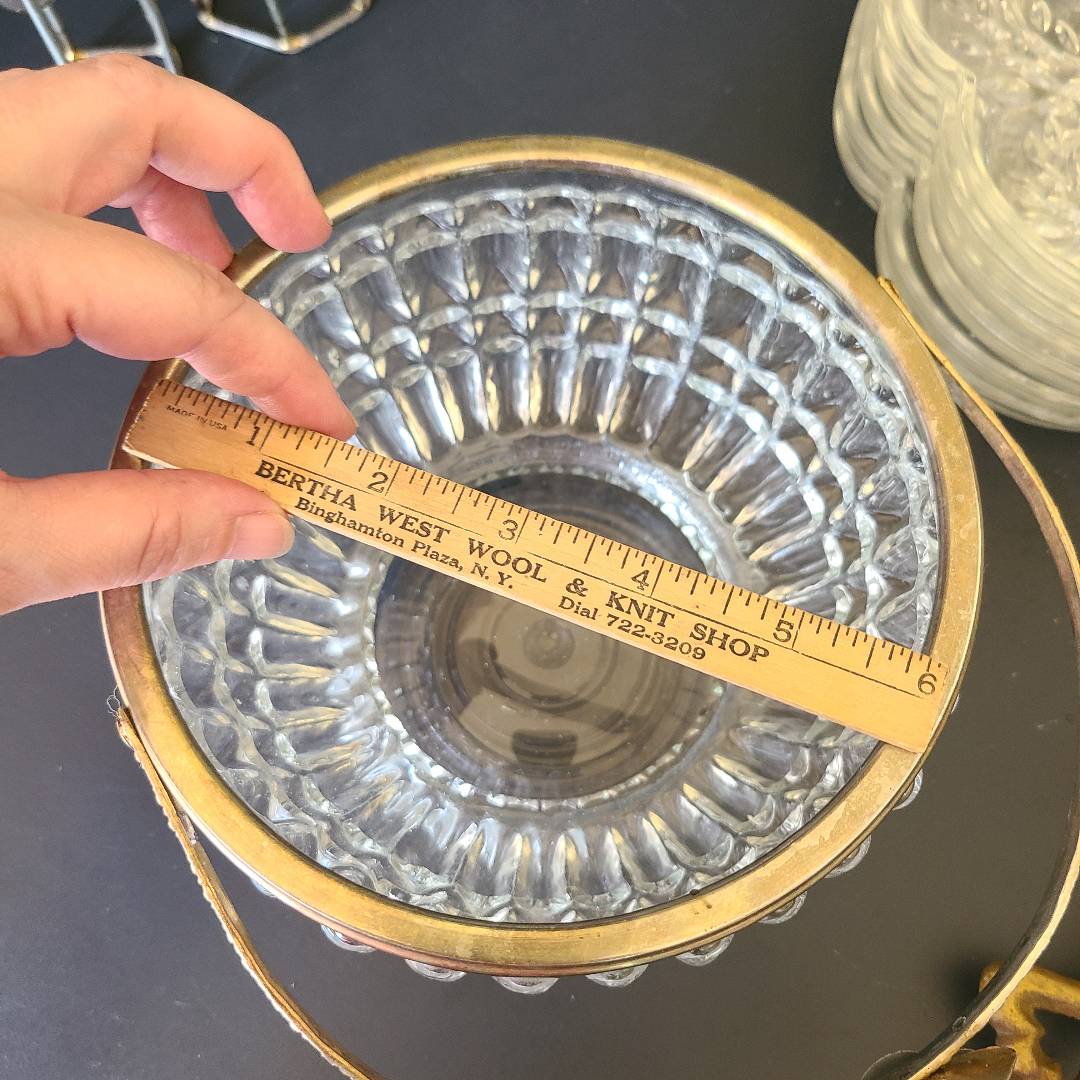 MADE IN USA
1 2 3 4 5 6
BERTHA WEST WOOL & KNIT SHOP
Binghamton Plaza, N. Y. Dial 722-3209